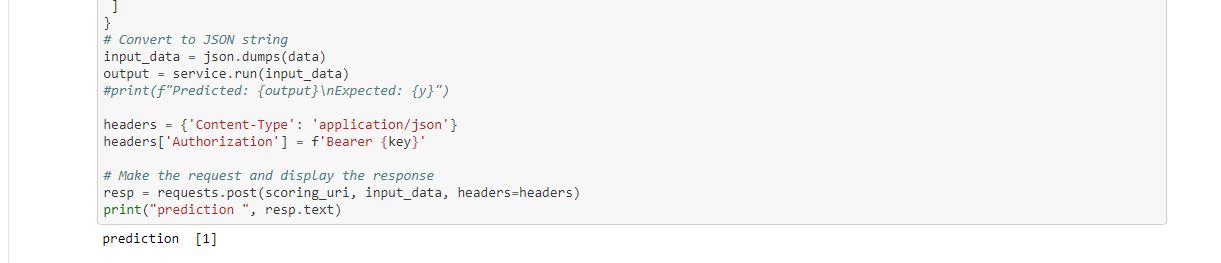 ]
}
# Convert to JSON string
input_data = json.dumps(data)
output = service.run(input_data)
#print(f"Predicted: {output}\nExpected: {y}")
headers = {'Content-Type': 'application/json'}
headers['Authorization'] = f'Bearer {key}'
# Make the request and display the response
resp = requests.post(scoring_uri, input_data, headers=headers)
print("prediction ", resp.text)
prediction  [1]